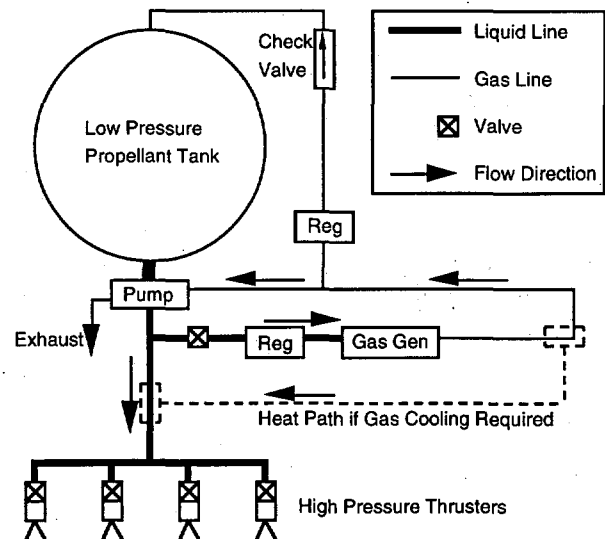 Check
Valve
Low Pressure
Propellant Tank
Liquid Line
Gas Line
Valve
Flow Direction
Reg
Pump
Exhaust
Reg
Gas Gen
Heat Path if Gas Cooling Required
High Pressure Thrusters